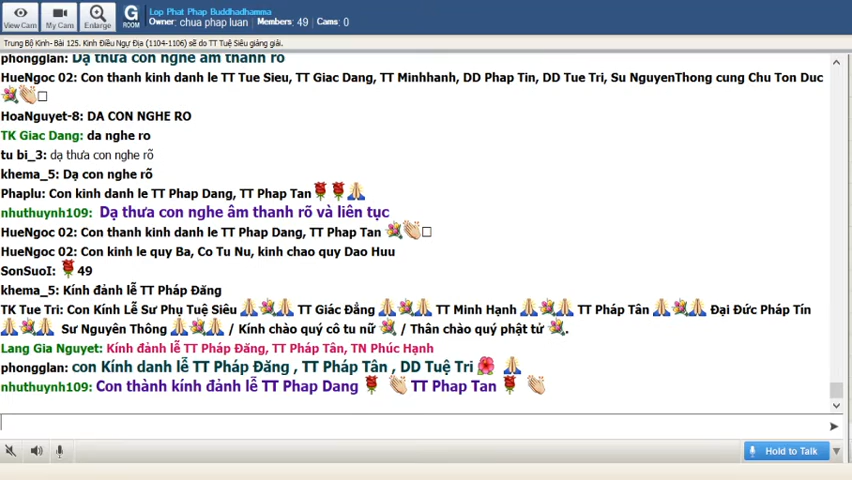 Lop Phat Phap Buddhadhamma
Owner: chua phap luan Members: 49 Cams: 0
View Cam
My Cam
Enlarge
G
ROOM
Trung Bộ Kinh- Bài 125. Kinh Điều Ngự Địa (1104-1106) sẽ do TT Tuệ Siêu giảng giải.
phongglan: Dạ thưa con nghe âm thanh rõ
HueNgoc 02: Con thanh kinh danh le TT Tue Sieu, TT Giac Dang, TT Minhhanh, DD Phap Tin, DD Tue Tri, Su NguyenThong cung Chu Ton Duc
HoaNguyet-8: DA CON NGHE RO
TK Giac Dang: da nghe ro
tu bi_3: dạ thưa con nghe rõ
khema_5: Dạ con nghe rõ
Phaplu: Con kinh danh le TT Phap Dang, TT Phap Tan
nhuthuynh109: Dạ thưa con nghe âm thanh rõ và liên tục
HueNgoc 02: Con thanh kinh danh le TT Phap Dang, TT Phap Tan
HueNgoc 02: Con kinh le quy Ba, Co Tu Nu, kinh chao quy Dao Huu
SonSuoI: 49
khema_5: Kính đảnh lễ TT Pháp Đăng
TK Tue Tri: Con Kính Lễ Sư Phụ Tuệ Siêu TT Giác Đẳng TT Minh Hạnh TT Pháp Tân Đại Đức Pháp Tín
Sư Nguyên Thông / Kính chào quý cô tu nữ / Thân chào quý phật tử .
Lang Gia Nguyet: Kính đảnh lễ TT Pháp Đăng, TT Pháp Tân, TN Phúc Hạnh
phongglan: con Kính danh lễ TT Pháp Đăng , TT Pháp Tân , DD Tuệ Tri
nhuthuynh109: Con thành kính đảnh lễ TT Phap Dang TT Phap Tan
Hold to Talk